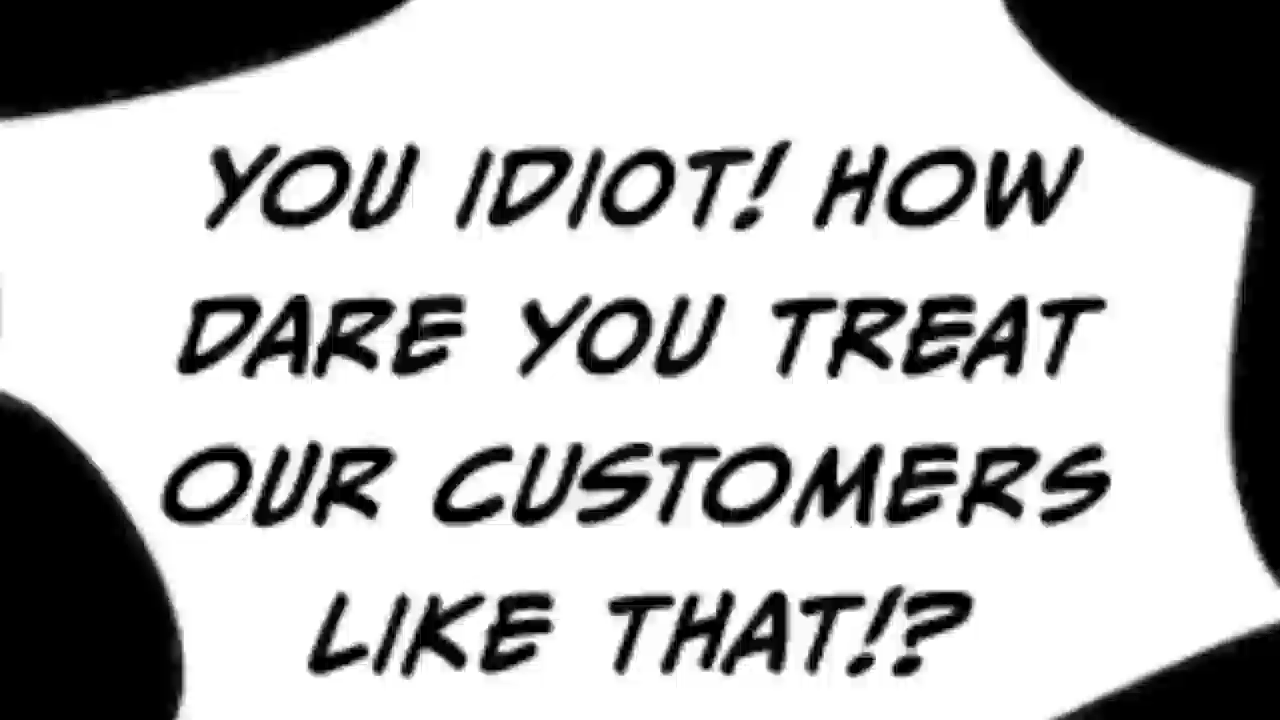 YOU IDIOT! HOW
DARE YOU TREAT
OUR CUSTOMERS
LIKE THAT!?